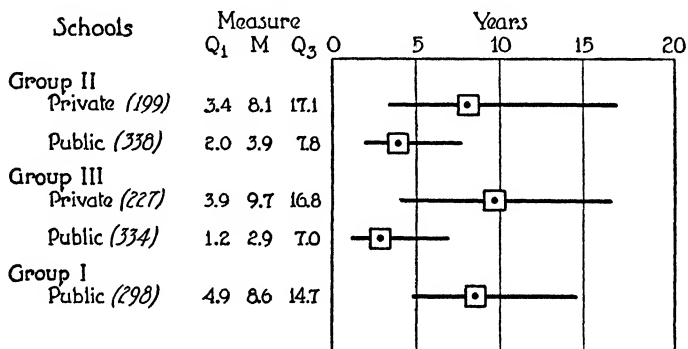 Schools Measure Years
Q1 M Q3 0 5 10 15 20
Group II
Private (199) 3.4 8.1 17.1
Public (338) 2.0 3.9 7.8
Group III
Private (227) 3.9 9.7 16.8
Public (334) 1.2 2.9 7.0
Group I
Public (298) 4.9 8.6 14.7